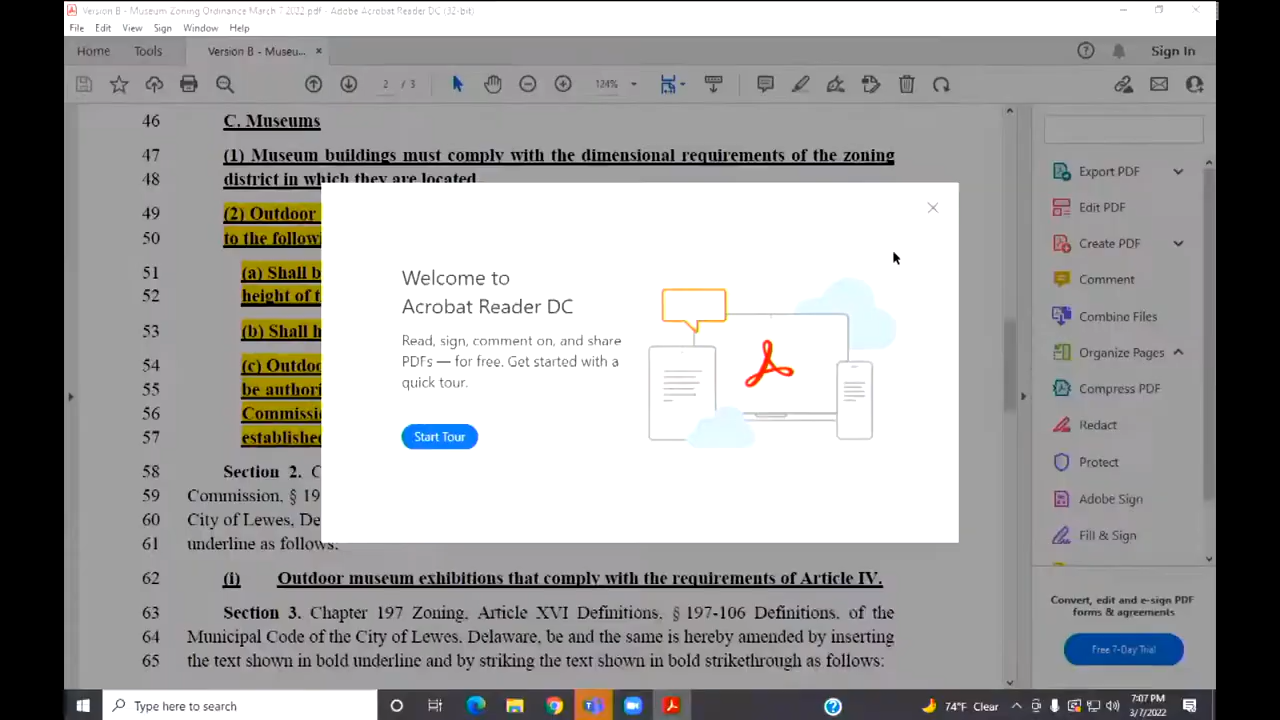 Version B - Museum Zoning Ordinance March 7 2022.pdf - Adobe Acrobat Reader DC (32-bit)
File Edit View Sign Window Help
Home Tools Version B - Museu... × Sign In
2 / 3 124%
46 C. Museums
47 (1) Museum buildings must comply with the dimensional requirements of the zoning
48 district in which they are located.
49 (2) Outdoor
50 to the
51 (a) Shall
52 height of
53 (b) Shall
54 (c)
55 be
56
57 established
58 Section 2.
59 Commission, §
60 City of Lewes,
61 underline as follows:
62 (i) Outdoor museum exhibitions that comply with the requirements of Article IV.
63 Section 3. Chapter 197 Zoning, Article XVI Definitions, § 197-106 Definitions, of the
64 Municipal Code of the City of Lewes, Delaware, be and the same is hereby amended by inserting
65 the text shown in bold underline and by striking the text shown in bold strikethrough as follows:
Welcome to
Acrobat Reader DC
Read, sign, comment on, and share
PDFs — for free. Get started with a
quick tour.
Start Tour
Export PDF
Edit PDF
Create PDF
Comment
Combine Files
Organize Pages
Compress PDF
Redact
Protect
Adobe Sign
Fill & Sign
Convert, edit and e-sign PDF
forms & agreements
Free 7-Day Trial
Type here to search
74°F Clear
7:07 PM
3/7/2022